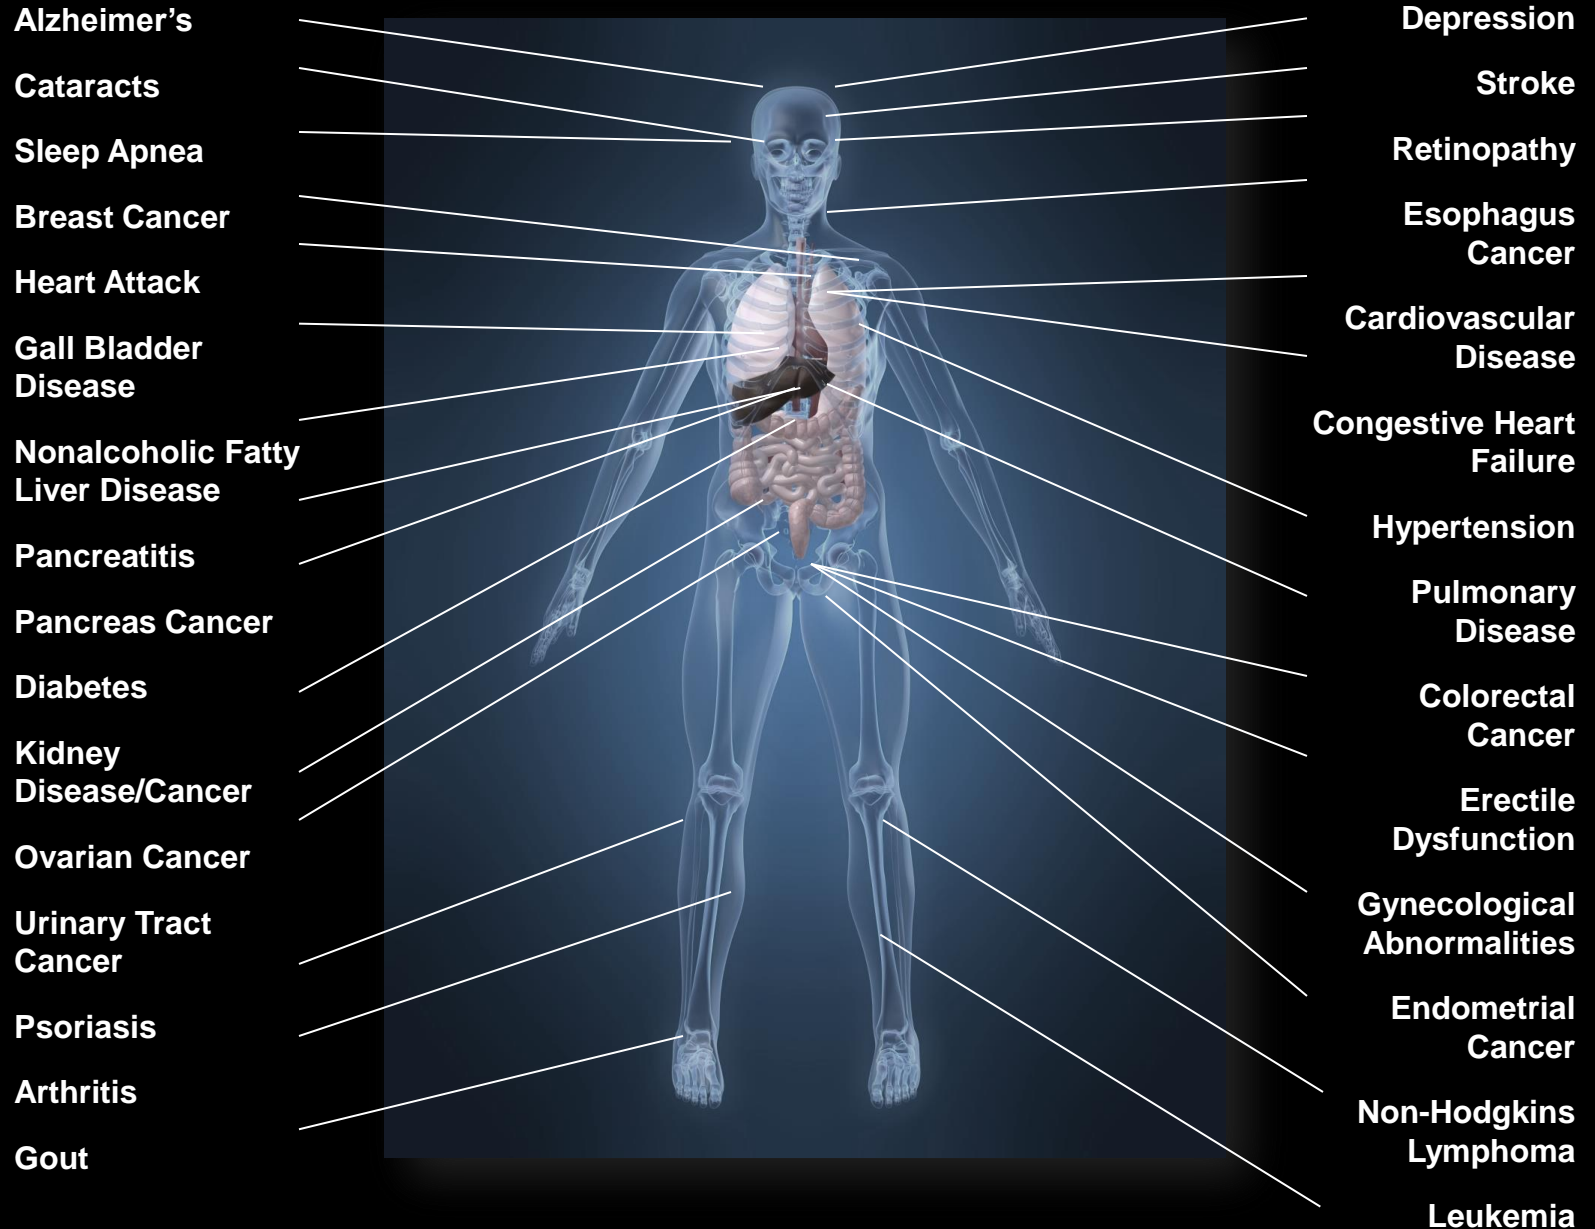 Alzheimer’s
Cataracts
Sleep Apnea
Breast Cancer
Heart Attack
Gall Bladder
Disease
Nonalcoholic Fatty
Liver Disease
Pancreatitis
Pancreas Cancer
Diabetes
Kidney
Disease/Cancer
Ovarian Cancer
Urinary Tract
Cancer
Psoriasis
Arthritis
Gout
Depression
Stroke
Retinopathy
Esophagus
Cancer
Cardiovascular
Disease
Congestive Heart
Failure
Hypertension
Pulmonary
Disease
Colorectal
Cancer
Erectile
Dysfunction
Gynecological
Abnormalities
Endometrial
Cancer
Non-Hodgkins
Lymphoma
Leukemia